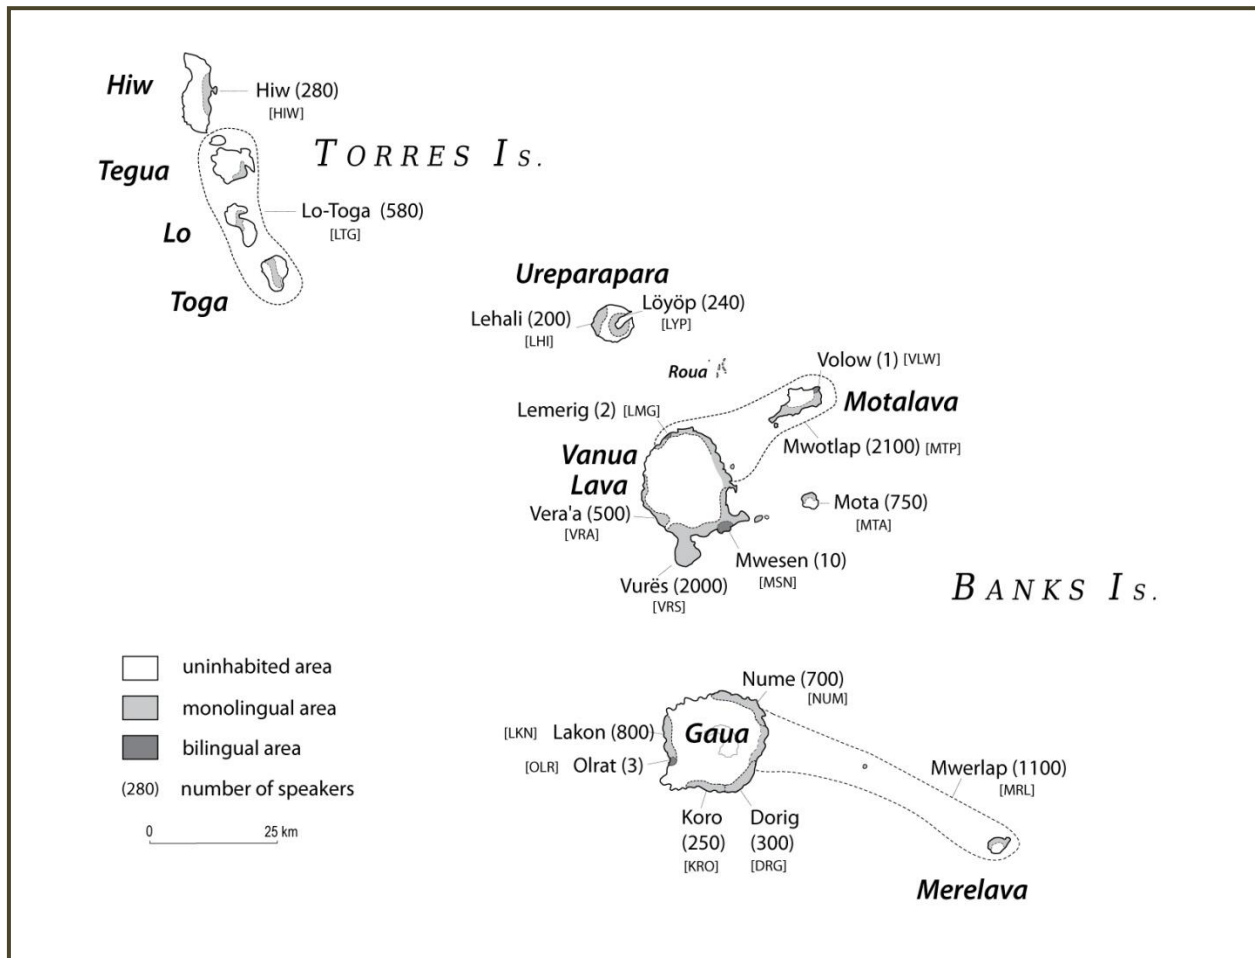 Hiw
Hiw (280)
[HIW]
TORRES IS.
Tegua
Lo-Toga (580)
[LTG]
Lo
Toga
Ureparapara
Löyöp (240)
[LYP]
Lehali (200)
[LHI]
Roua
Volow (1) [VLW]
Motalava
Lemerig (2) [LMG]
Mwotlap (2100) [MTP]
Vanua
Lava
Mota (750)
[MTA]
Vera'a (500)
[VRA]
Mwesen (10)
[MSN]
Vurës (2000)
[VRS]
BANKS IS.
uninhabited area
monolingual area
bilingual area
(280) number of speakers
0 25 km
Nume (700)
[NUM]
[LKN] Lakon (800)
Gaua
[OLR] Olrat (3)
Mwerlap (1100)
[MRL]
Koro
(250)
[KRO]
Dorig
(300)
[DRG]
Merelava